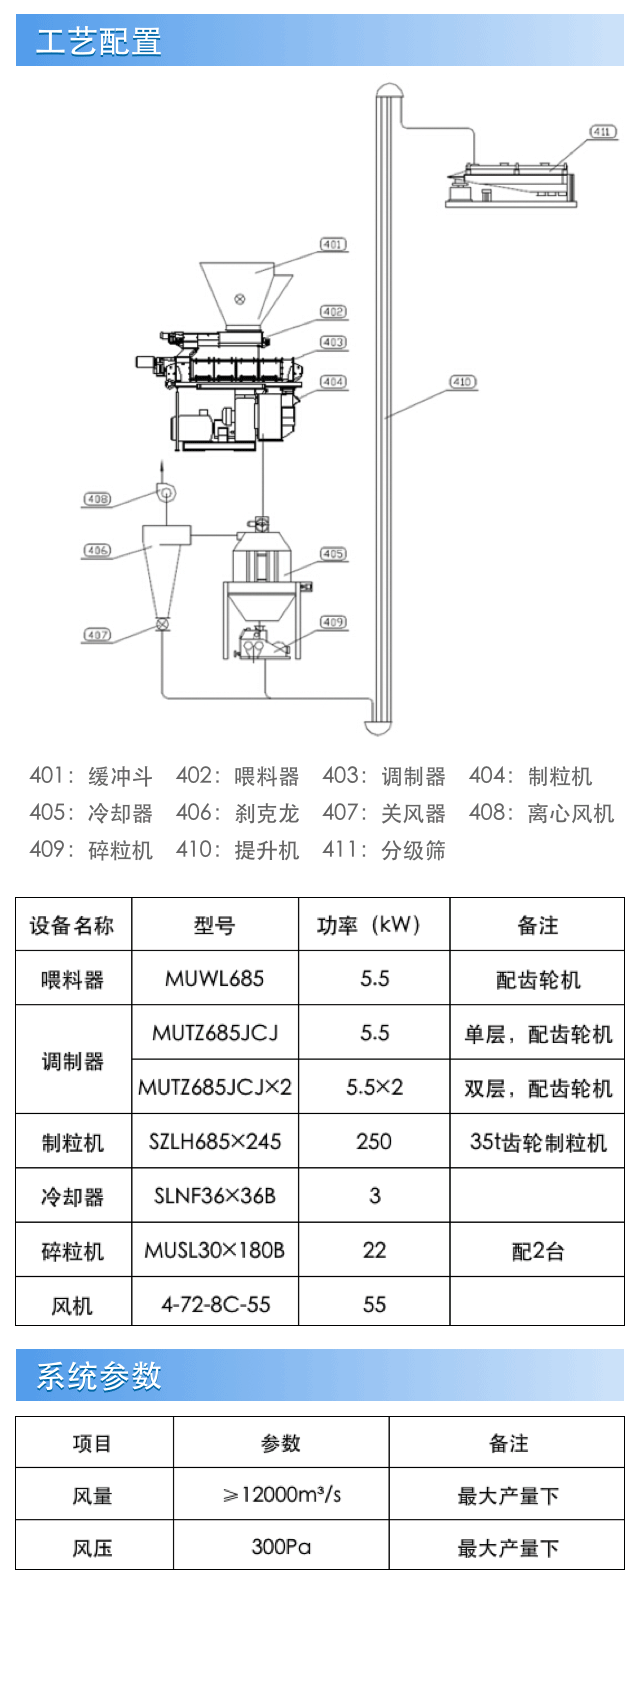 工艺配置
411
401
402
403
404
410
408
406
405
409
407
401：缓冲斗 402：喂料器 403：调制器 404：制粒机
405：冷却器 406：刹克龙 407：关风器 408：离心风机
409：碎粒机 410：提升机 411：分级筛
设备名称 型号 功率（kW） 备注
喂料器 MUWL685 5.5 配齿轮机
调制器 MUTZ685JCJ 5.5 单层，配齿轮机
MUTZ685JCJ×2 5.5×2 双层，配齿轮机
制粒机 SZLH685×245 250 35t齿轮制粒机
冷却器 SLNF36×36B 3
碎粒机 MUSL30×180B 22 配2台
风机 4-72-8C-55 55
系统参数
项目 参数 备注
风量 ≥12000m³/s 最大产量下
风压 300Pa 最大产量下